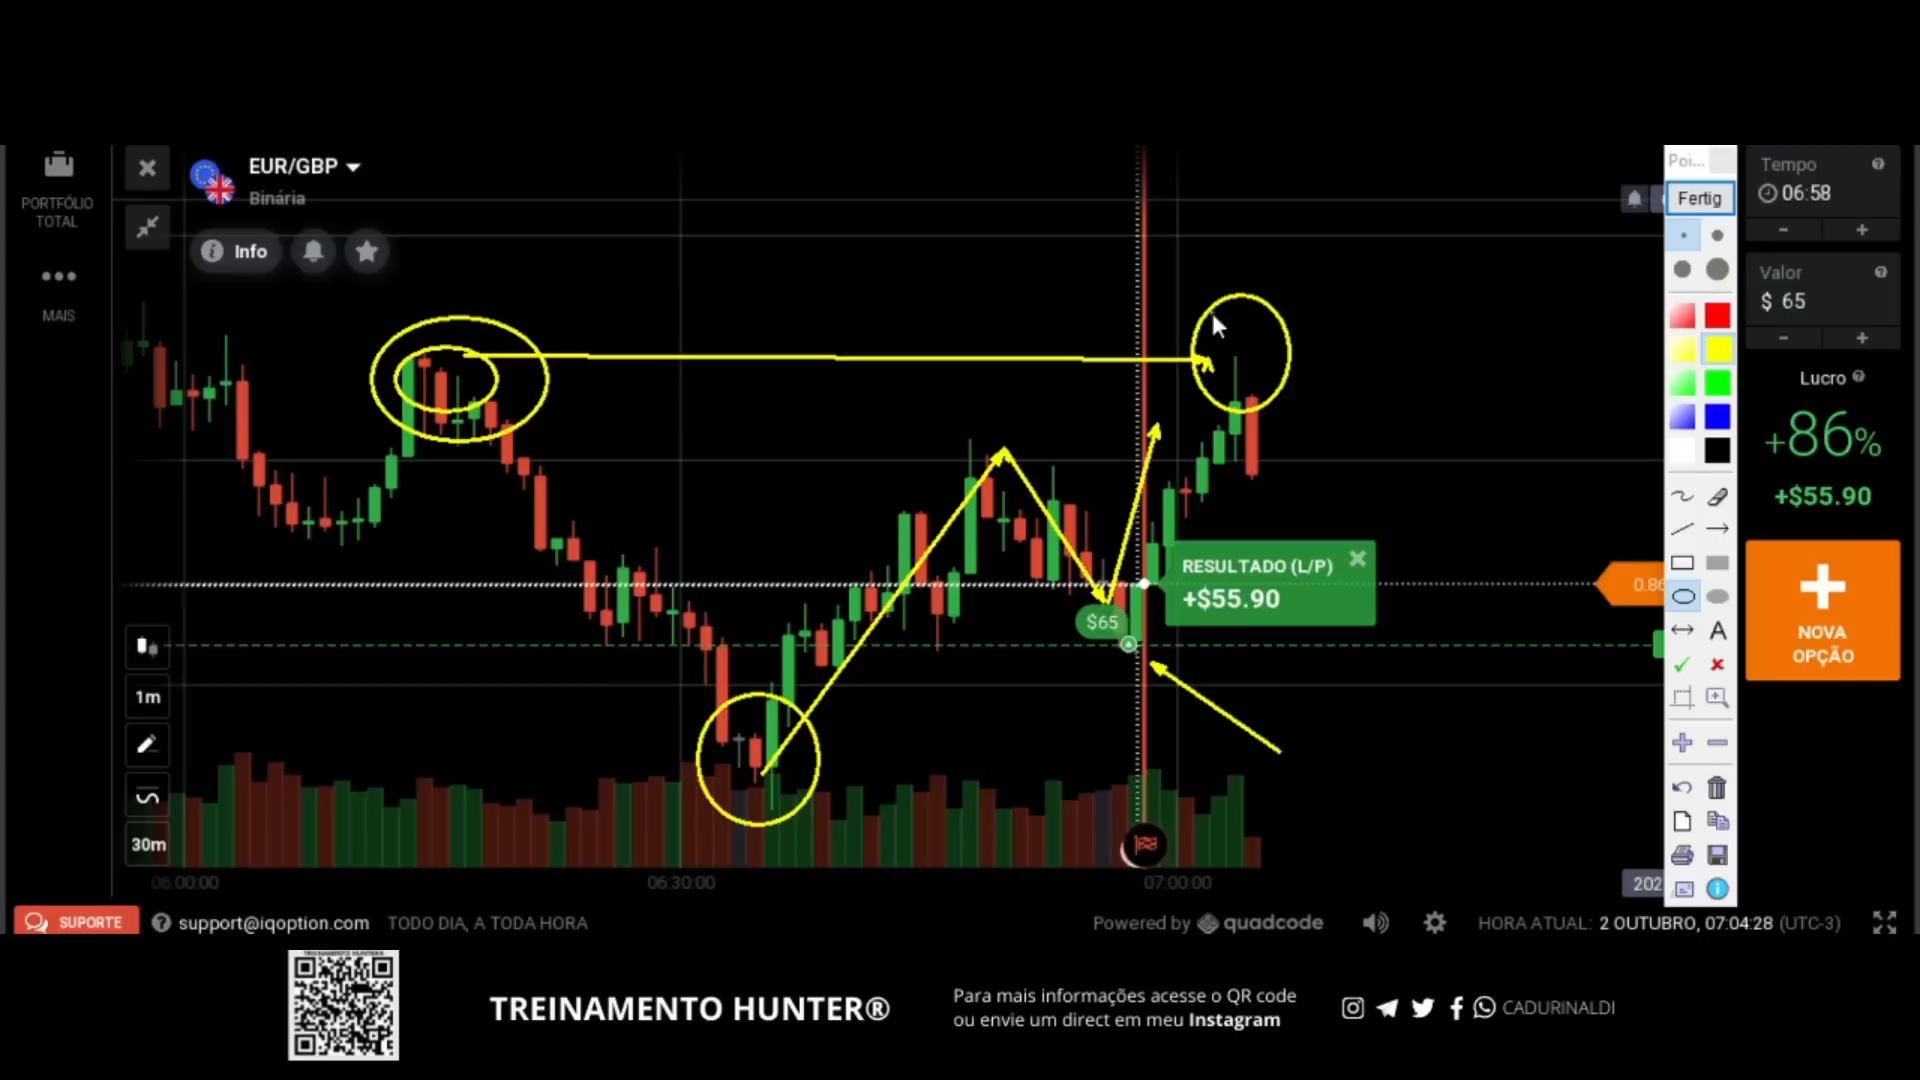 EUR/GBP
Binária
PORTFÓLIO
TOTAL
Info
MAIS
Poi...
Fertig
Tempo
06:58
Valor
$ 65
Lucro
+86%
+$55.90
RESULTADO (L/P)
+$55.90
$65
NOVA
OPÇÃO
1m
30m
06:00:00
06:30:00
07:00:00
SUPORTE
support@iqoption.com
TODO DIA, A TODA HORA
Powered by quadcode
HORA ATUAL: 2 OUTUBRO, 07:04:28 (UTC-3)
TREINAMENTO HUNTER®
Para mais informações acesse o QR code
ou envie um direct em meu Instagram
CADURINALDI